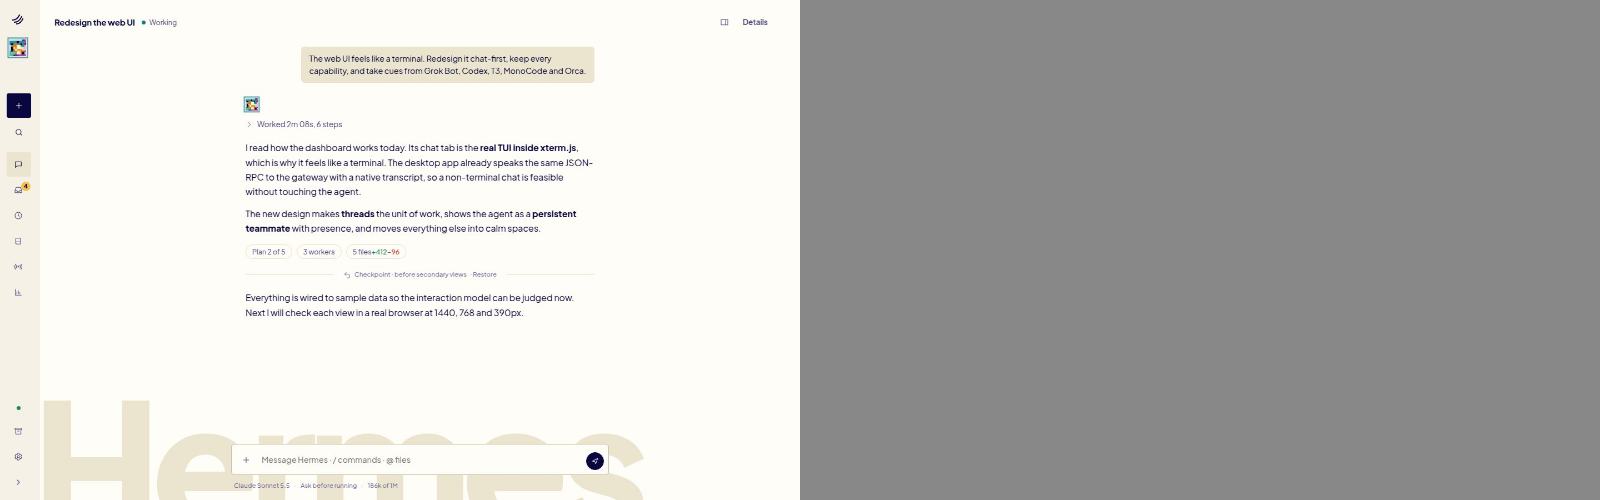 Redesign the web UI
Working
Details
The web UI feels like a terminal. Redesign it chat-first, keep every
capability, and take cues from Grok Bot, Codex, T3, MonoCode and Orca.
Worked 2m 08s, 6 steps
I read how the dashboard works today. Its chat tab is the real TUI inside xterm.js,
which is why it feels like a terminal. The desktop app already speaks the same JSON-
RPC to the gateway with a native transcript, so a non-terminal chat is feasible
without touching the agent.
The new design makes threads the unit of work, shows the agent as a persistent
teammate with presence, and moves everything else into calm spaces.
4
Plan 2 of 5
3 workers
5 files+412−96
Checkpoint · before secondary views · Restore
Everything is wired to sample data so the interaction model can be judged now.
Next I will check each view in a real browser at 1440, 768 and 390px.
Hermes
Message Hermes · / commands · @ files
Claude Sonnet 5.5 · Ask before running · 186k of 1M